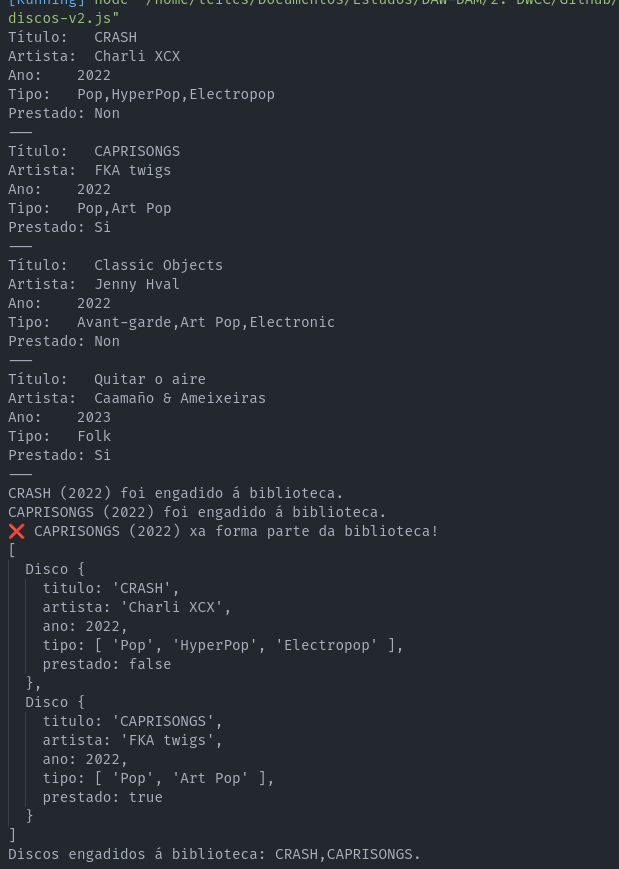 [Running] node "/home/teites/Documentos/Estudos/DAW-DAM/2. DWCC/Github/
discos-v2.js"
Título:   CRASH
Artista:  Charli XCX
Ano:    2022
Tipo:   Pop,HyperPop,Electropop
Prestado: Non
———
Título:   CAPRISONGS
Artista:  FKA twigs
Ano:    2022
Tipo:   Pop,Art Pop
Prestado: Si
———
Título:   Classic Objects
Artista:  Jenny Hval
Ano:    2022
Tipo:   Avant-garde,Art Pop,Electronic
Prestado: Non
———
Título:   Quitar o aire
Artista:  Caamaño & Ameixeiras
Ano:    2023
Tipo:   Folk
Prestado: Si
———
CRASH (2022) foi engadido á biblioteca.
CAPRISONGS (2022) foi engadido á biblioteca.
❌ CAPRISONGS (2022) xa forma parte da biblioteca!
[
  Disco {
    titulo: 'CRASH',
    artista: 'Charli XCX',
    ano: 2022,
    tipo: [ 'Pop', 'HyperPop', 'Electropop' ],
    prestado: false
  },
  Disco {
    titulo: 'CAPRISONGS',
    artista: 'FKA twigs',
    ano: 2022,
    tipo: [ 'Pop', 'Art Pop' ],
    prestado: true
  }
]
Discos engadidos á biblioteca: CRASH,CAPRISONGS.